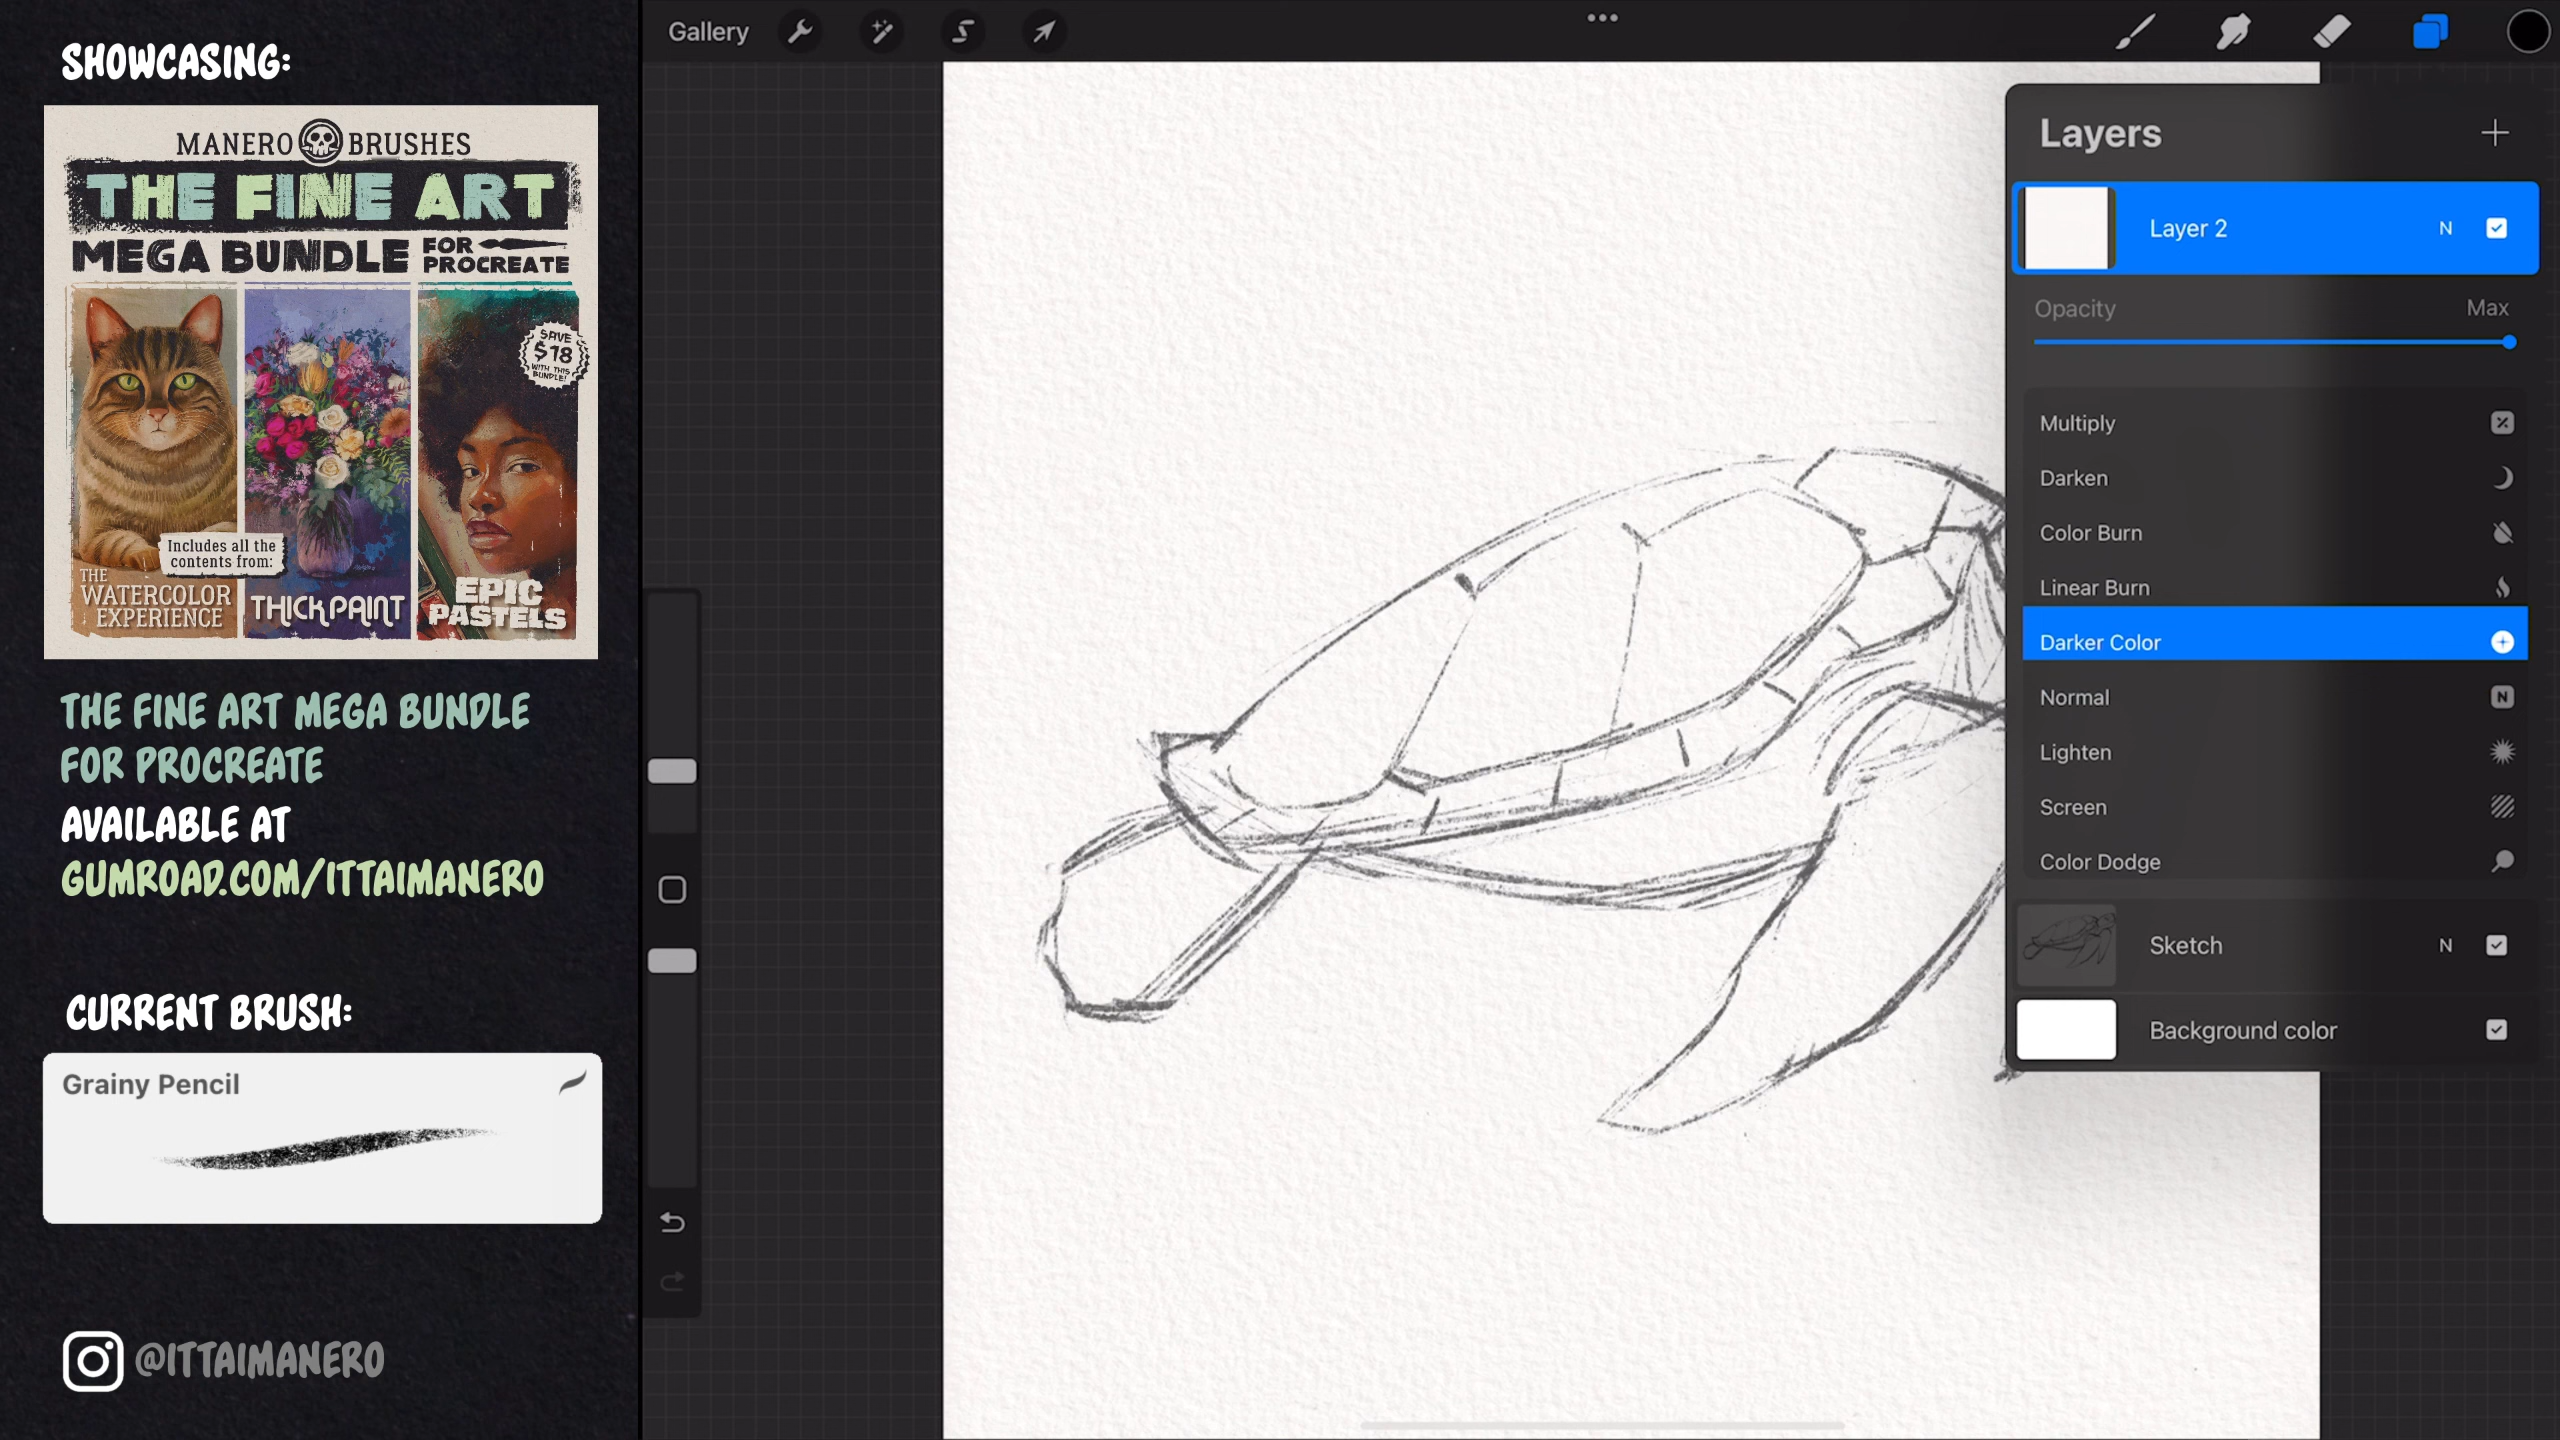 SHOWCASING:
MANERO BRUSHES
THE FINE ART
MEGA BUNDLE FOR PROCREATE
SAVE
$18
WITH THIS
BUNDLE!
Includes all the
contents from:
THE
WATERCOLOR
EXPERIENCE
THICK PAINT
EPIC
PASTELS
THE FINE ART MEGA BUNDLE
FOR PROCREATE
AVAILABLE AT
GUMROAD.COM/ITTAIMANERO
CURRENT BRUSH:
Grainy Pencil
@ITTAIMANERO
Gallery
Layers
Layer 2 N
Opacity Max
Multiply
Darken
Color Burn
Linear Burn
Darker Color
Normal N
Lighten
Screen
Color Dodge
Sketch N
Background color